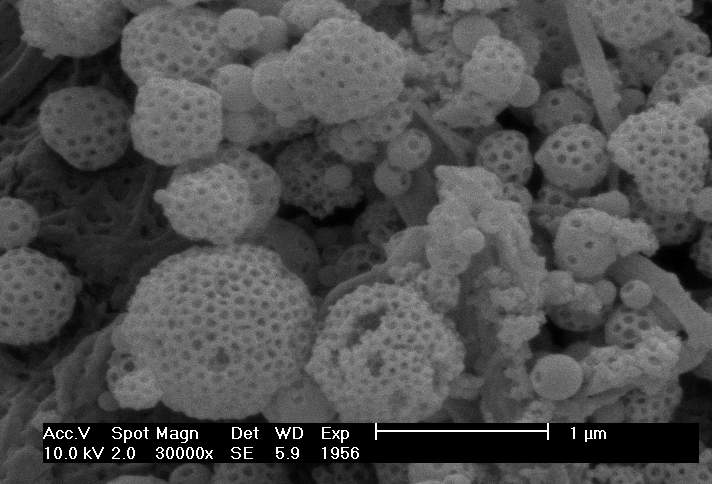 Acc.V Spot Magn Det WD Exp 1 µm
10.0 kV 2.0 30000x SE 5.9 1956